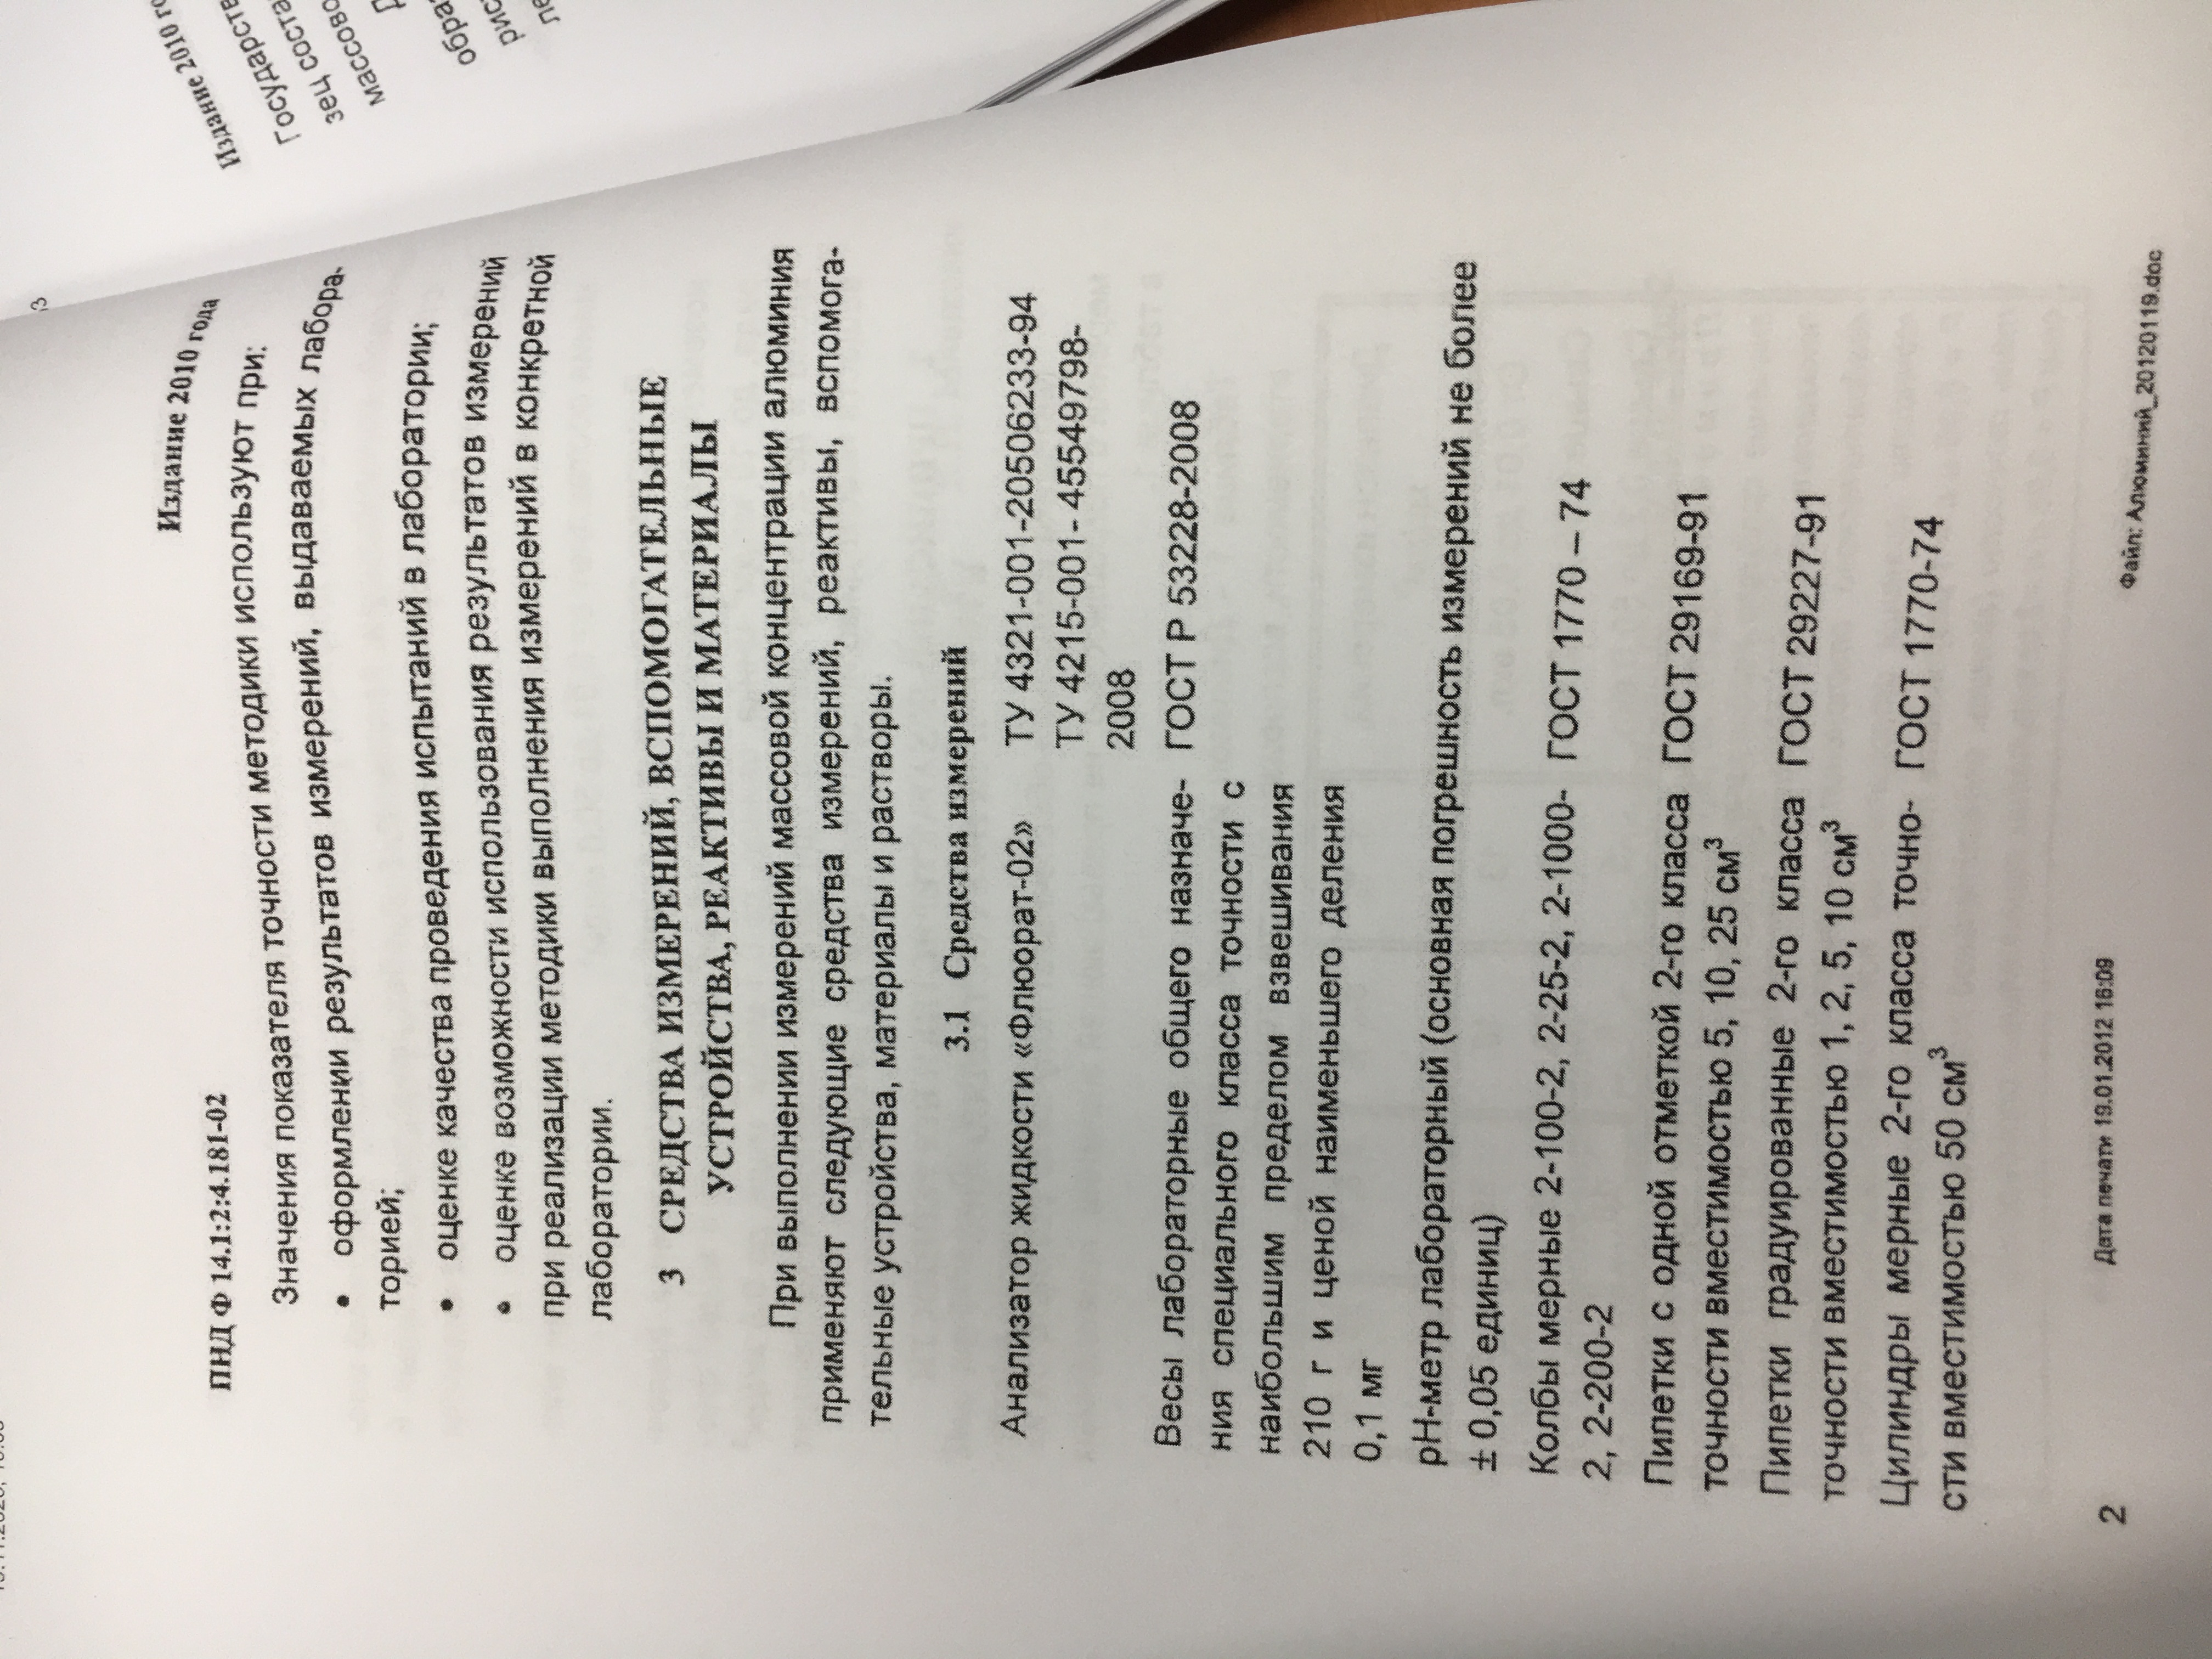 Издание 2010 года
ПНД Ф 14.1:2:4.181-02
Значения показателя точности методики используют при:
• оформлении результатов измерений, выдаваемых лабора-
торией;
• оценке качества проведения испытаний в лаборатории;
• оценке возможности использования результатов измерений
при реализации методики выполнения измерений в конкретной
лаборатории.
3 СРЕДСТВА ИЗМЕРЕНИЙ, ВСПОМОГАТЕЛЬНЫЕ
УСТРОЙСТВА, РЕАКТИВЫ И МАТЕРИАЛЫ
При выполнении измерений массовой концентрации алюминия
применяют следующие средства измерений, реактивы, вспомога-
тельные устройства, материалы и растворы.
3.1 Средства измерений
Анализатор жидкости «Флюорат-02» ТУ 4321-001-20506233-94
ТУ 4215-001- 45549798-
2008
Весы лабораторные общего назначе- ГОСТ Р 53228-2008
ния специального класса точности с
наибольшим пределом взвешивания
210 г и ценой наименьшего деления
0,1 мг
рН-метр лабораторный (основная погрешность измерений не более
± 0,05 единиц)
Колбы мерные 2-100-2, 2-25-2, 2-1000- ГОСТ 1770 – 74
2, 2-200-2
Пипетки с одной отметкой 2-го класса ГОСТ 29169-91
точности вместимостью 5, 10, 25 см³
Пипетки градуированные 2-го класса ГОСТ 29227-91
точности вместимостью 1, 2, 5, 10 см³
Цилиндры мерные 2-го класса точно- ГОСТ 1770-74
сти вместимостью 50 см³
2
Дата печати 19.01.2012 16:09
Файл: Алюминий_20120119.doc
Издание 2010
Государств
зец соста
массово
обра
рис